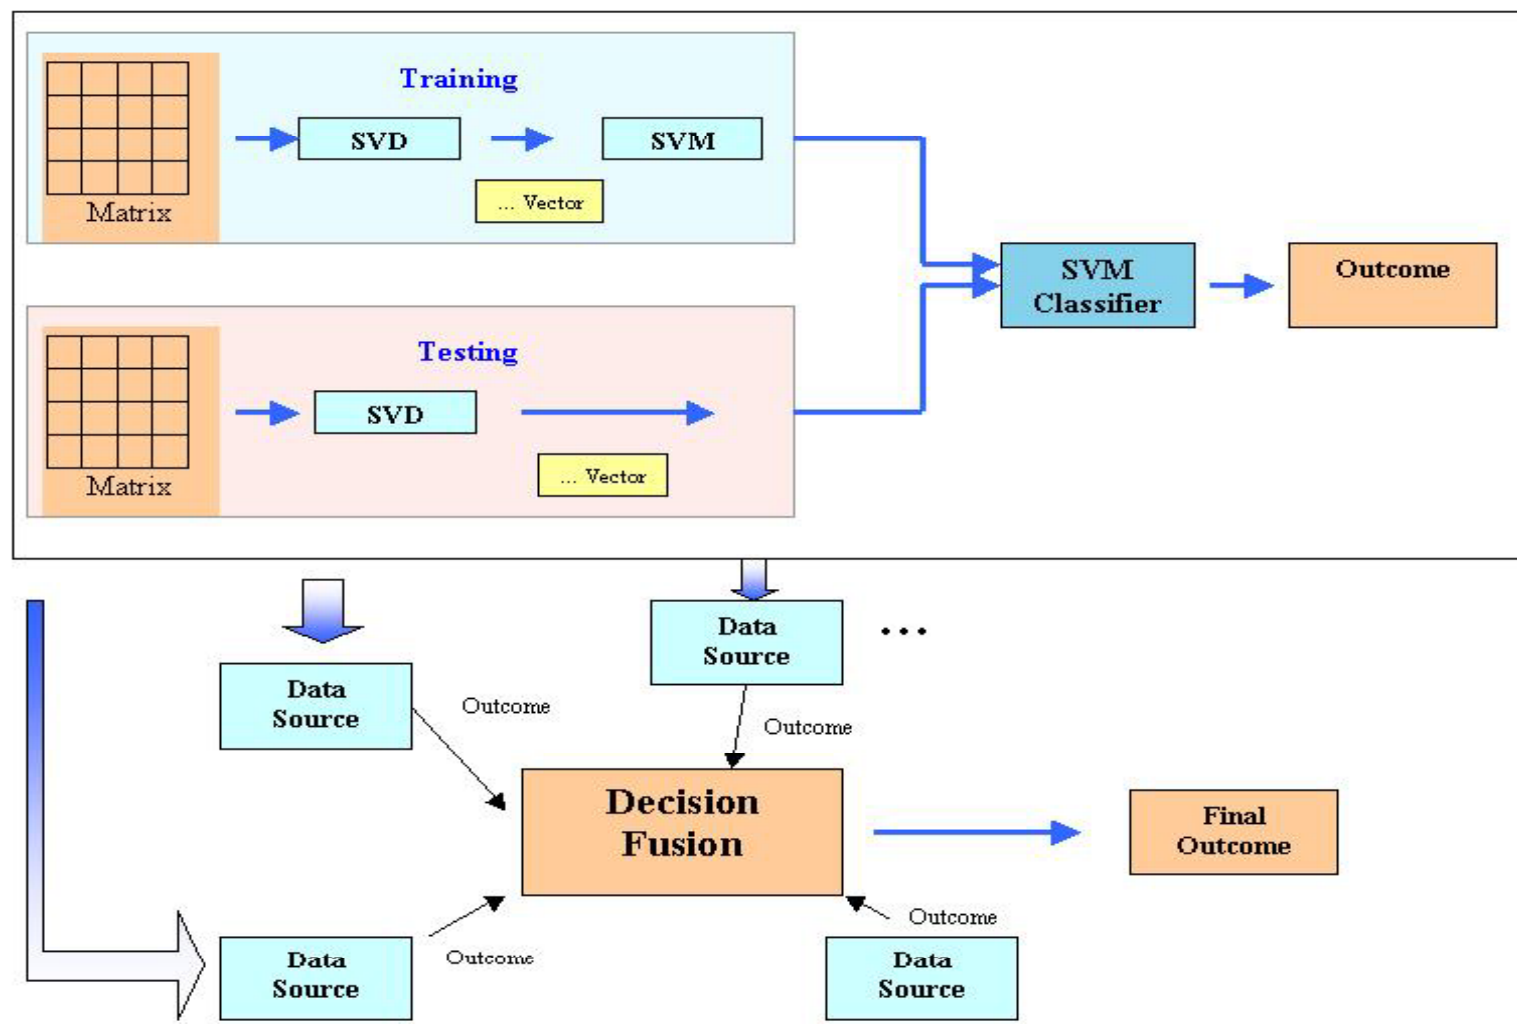 Training
SVD
SVM
... Vector
Matrix
SVM
Classifier
Outcome
Testing
SVD
... Vector
Matrix
Data
Source
...
Data
Source
Outcome
Outcome
Decision
Fusion
Final
Outcome
Outcome
Data
Source
Outcome
Data
Source